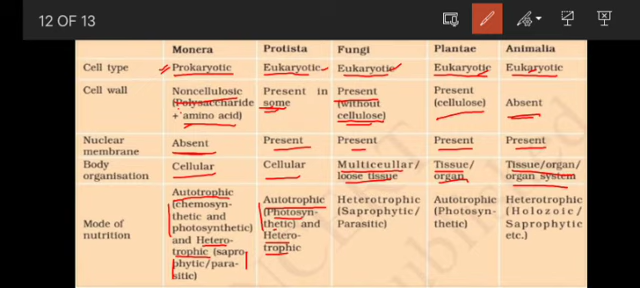 12 OF 13
Monera Protista Fungi Plantae Animalia
Cell type Prokaryotic Eukaryotic Eukaryotic Eukaryotic Eukaryotic
Cell wall Noncellulosic Present in Present Present Absent
(Polysaccharide some (without (cellulose)
+ amino acid) cellulose)
Nuclear Absent Present Present Present Present
membrane
Body Cellular Cellular Multiceullar/ Tissue/ Tissue/organ/
organisation loose tissue organ organ system
Mode of
nutrition
Autotrophic
(chemosyn-
thetic and
photosynthetic)
and Hetero-
trophic (sapro
phytic/para-
sitic)
Autotrophic
(Photosyn-
thetic) and
Hetero-
trophic
Heterotrophic
(Saprophytic/
Parasitic)
Autotrophic
(Photosyn-
thetic)
Heterotrophic
(Holozoic/
Saprophytic
etc.)